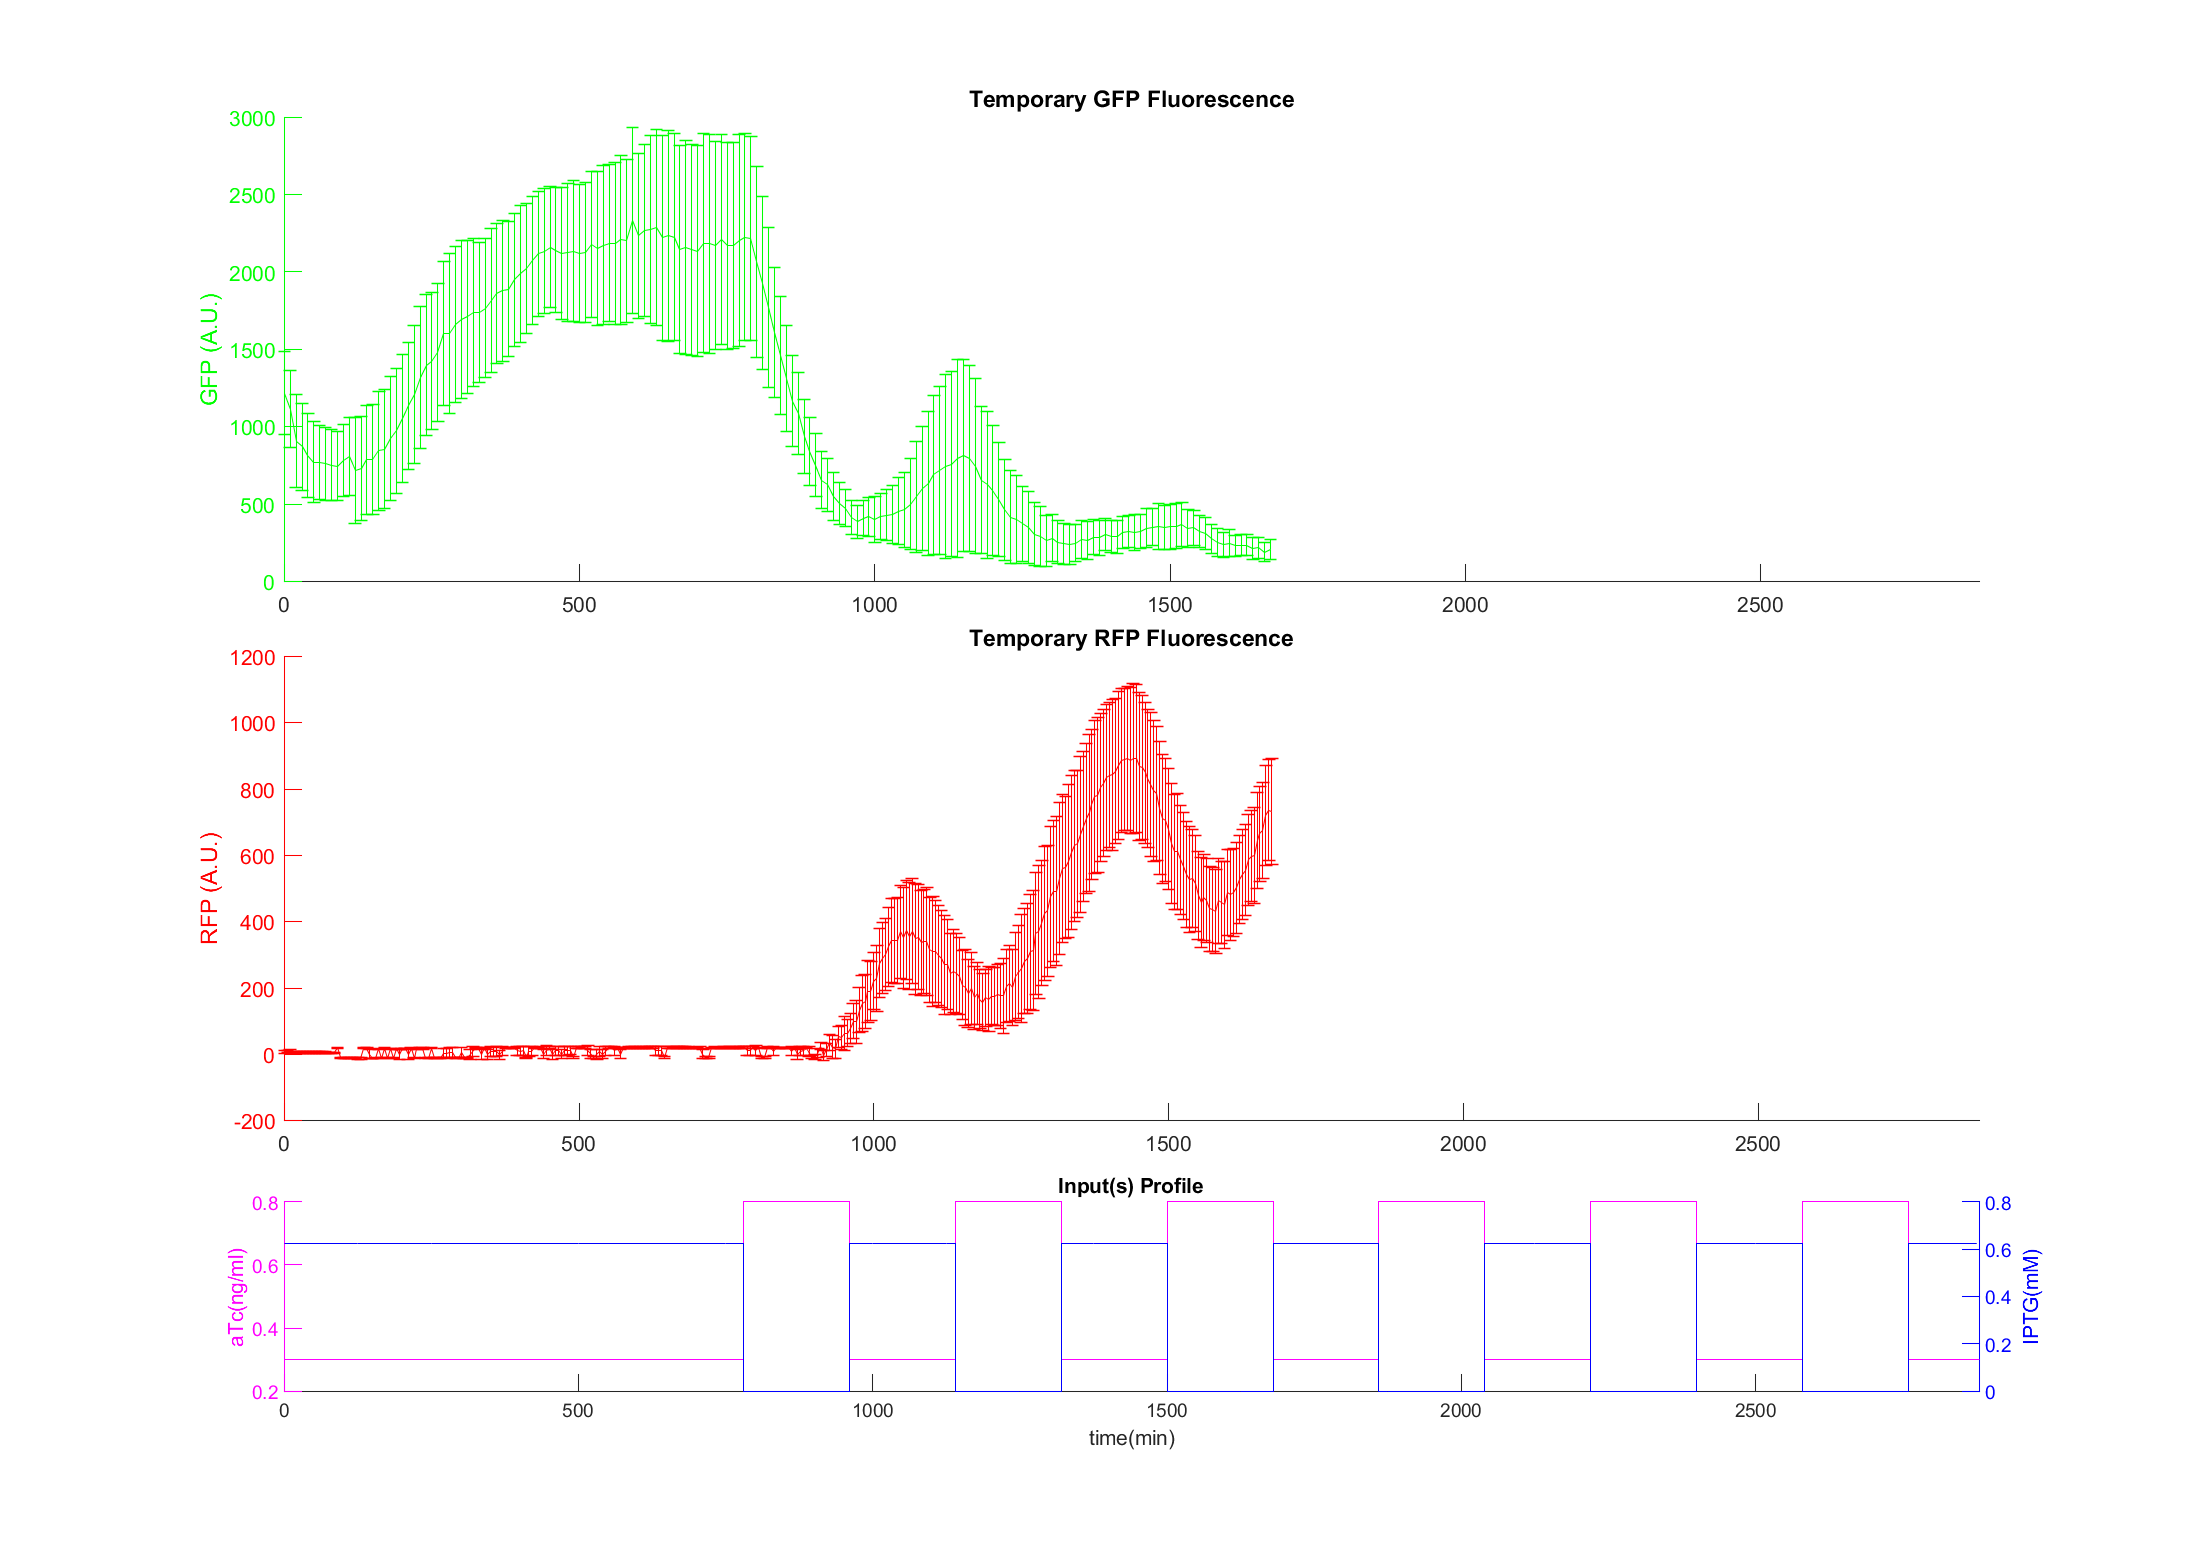 Temporary GFP Fluorescence
3000
2500
2000
1500
1000
500
0
GFP (A.U.)
0 500 1000 1500 2000 2500
Temporary RFP Fluorescence
1200
1000
800
600
400
200
0
-200
RFP (A.U.)
0 500 1000 1500 2000 2500
Input(s) Profile
0.8
0.6
0.4
0.2
aTc(ng/ml)
0.8
0.6
0.4
0.2
0
IPTG(mM)
0 500 1000 1500 2000 2500
time(min)